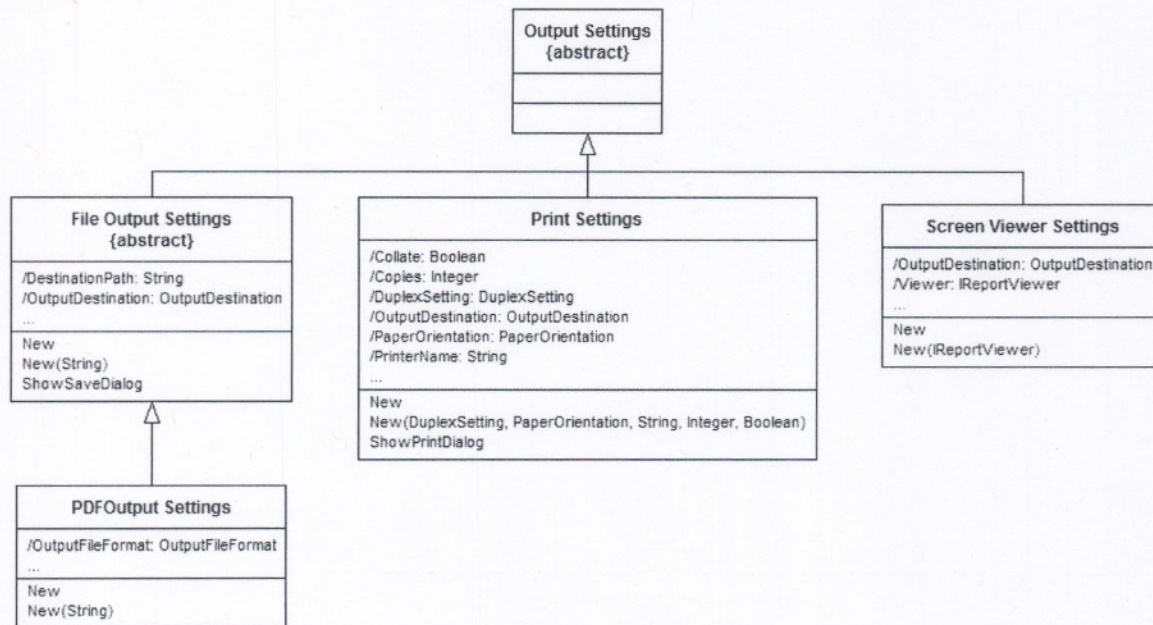 Output Settings
{abstract}
File Output Settings
{abstract}
/DestinationPath: String
/OutputDestination: OutputDestination
...
New
New(String)
ShowSaveDialog
Print Settings
/Collate: Boolean
/Copies: Integer
/DuplexSetting: DuplexSetting
/OutputDestination: OutputDestination
/PaperOrientation: PaperOrientation
/PrinterName: String
...
New
New(DuplexSetting, PaperOrientation, String, Integer, Boolean)
ShowPrintDialog
Screen Viewer Settings
/OutputDestination: OutputDestination
/Viewer: IReportViewer
...
New
New(IReportViewer)
PDFOutput Settings
/OutputFileFormat: OutputFileFormat
...
New
New(String)